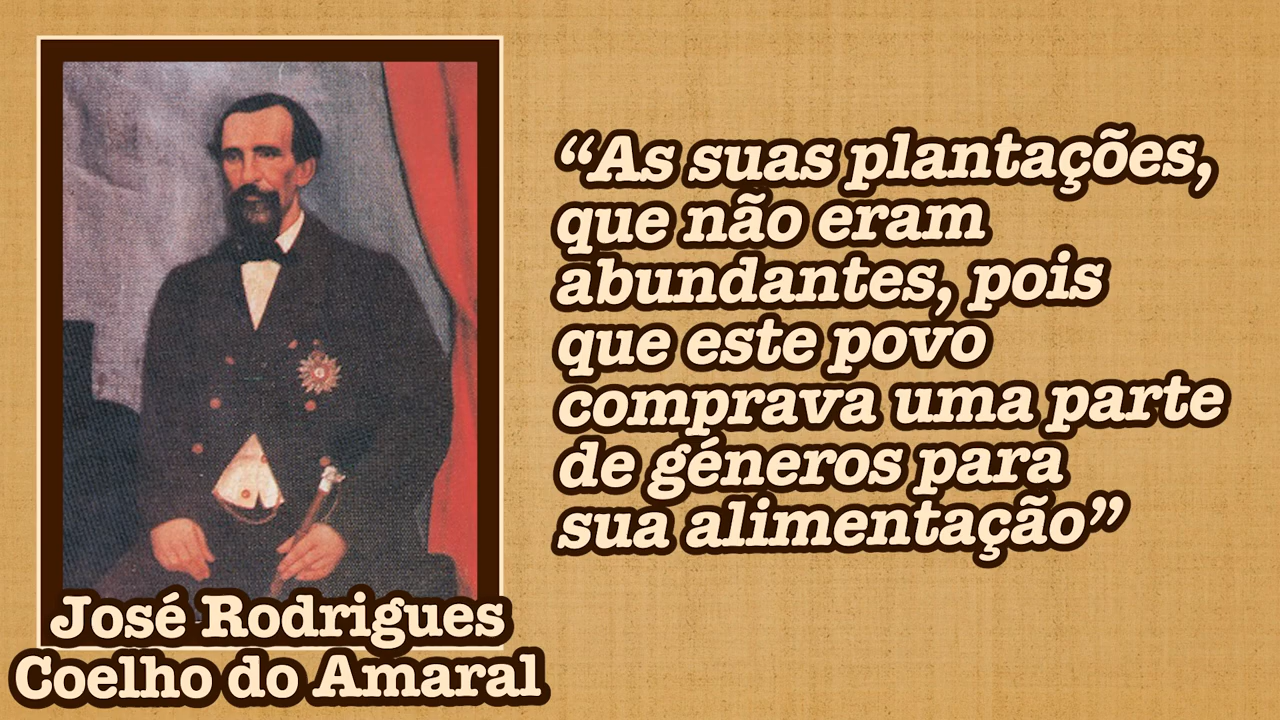 “As suas plantações,
que não eram
abundantes, pois
que este povo
comprava uma parte
de géneros para
sua alimentação”
José Rodrigues
Coelho do Amaral